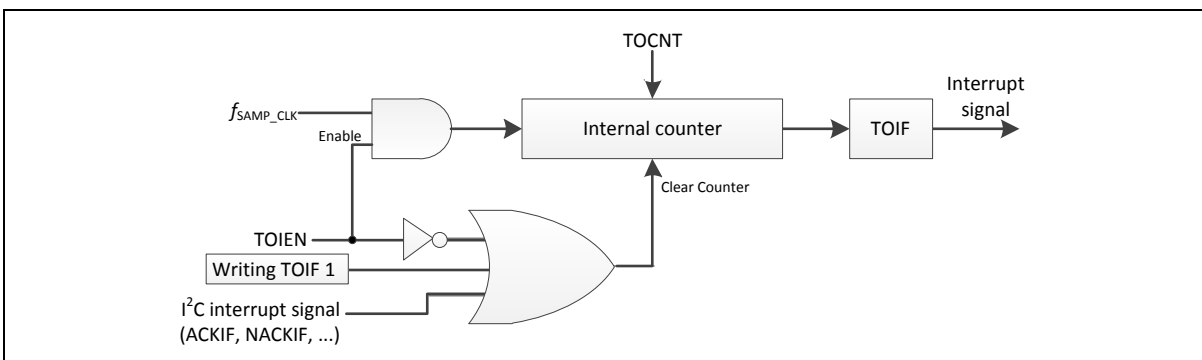 TOCNT
Interrupt
signal
fSAMP_CLK
Enable
Internal counter
TOIF
Clear Counter
TOIEN
Writing TOIF 1
I²C interrupt signal
(ACKIF, NACKIF, ...)